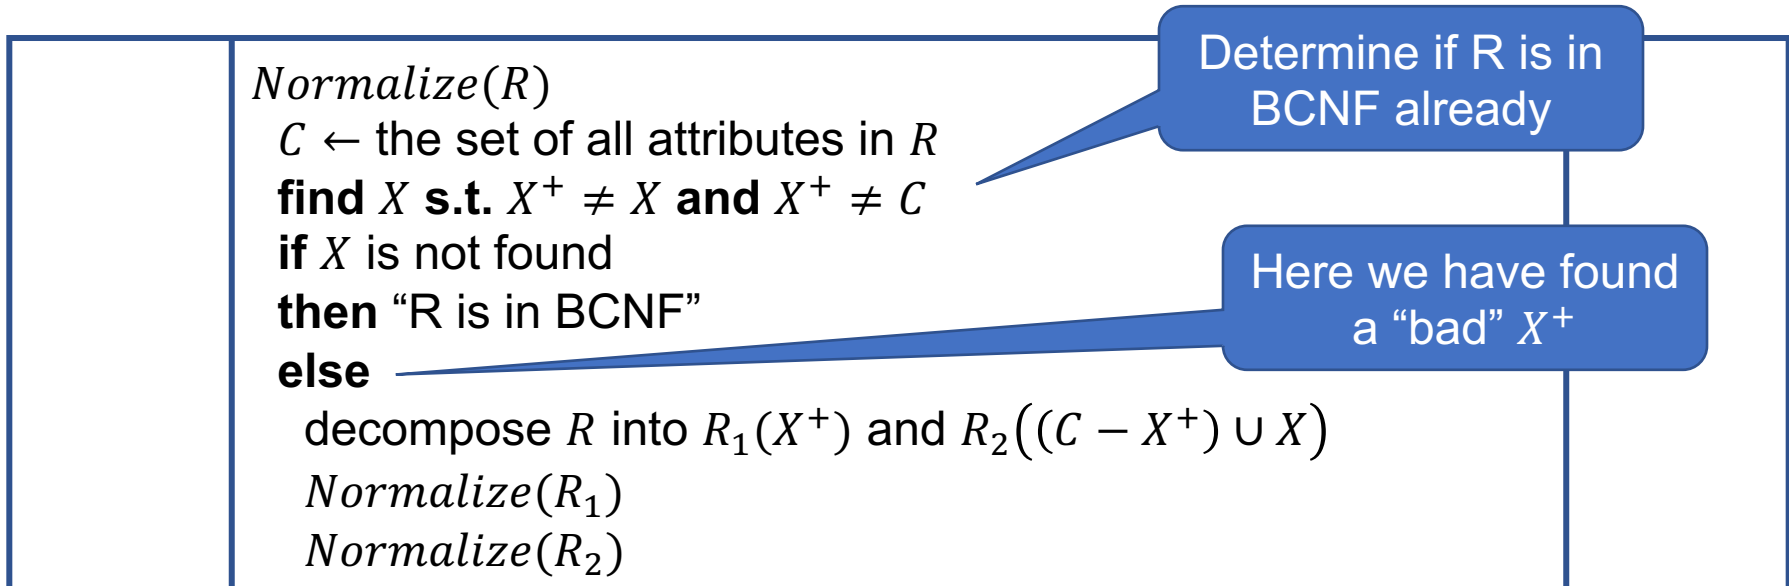 Determine if R is in
BCNF already
Normalize(R)
C ← the set of all attributes in R
find X s.t. X⁺ ≠ X and X⁺ ≠ C
if X is not found
then “R is in BCNF”
else
Here we have found
a “bad” X⁺
decompose R into R₁(X⁺) and R₂((C − X⁺) ∪ X)
Normalize(R₁)
Normalize(R₂)